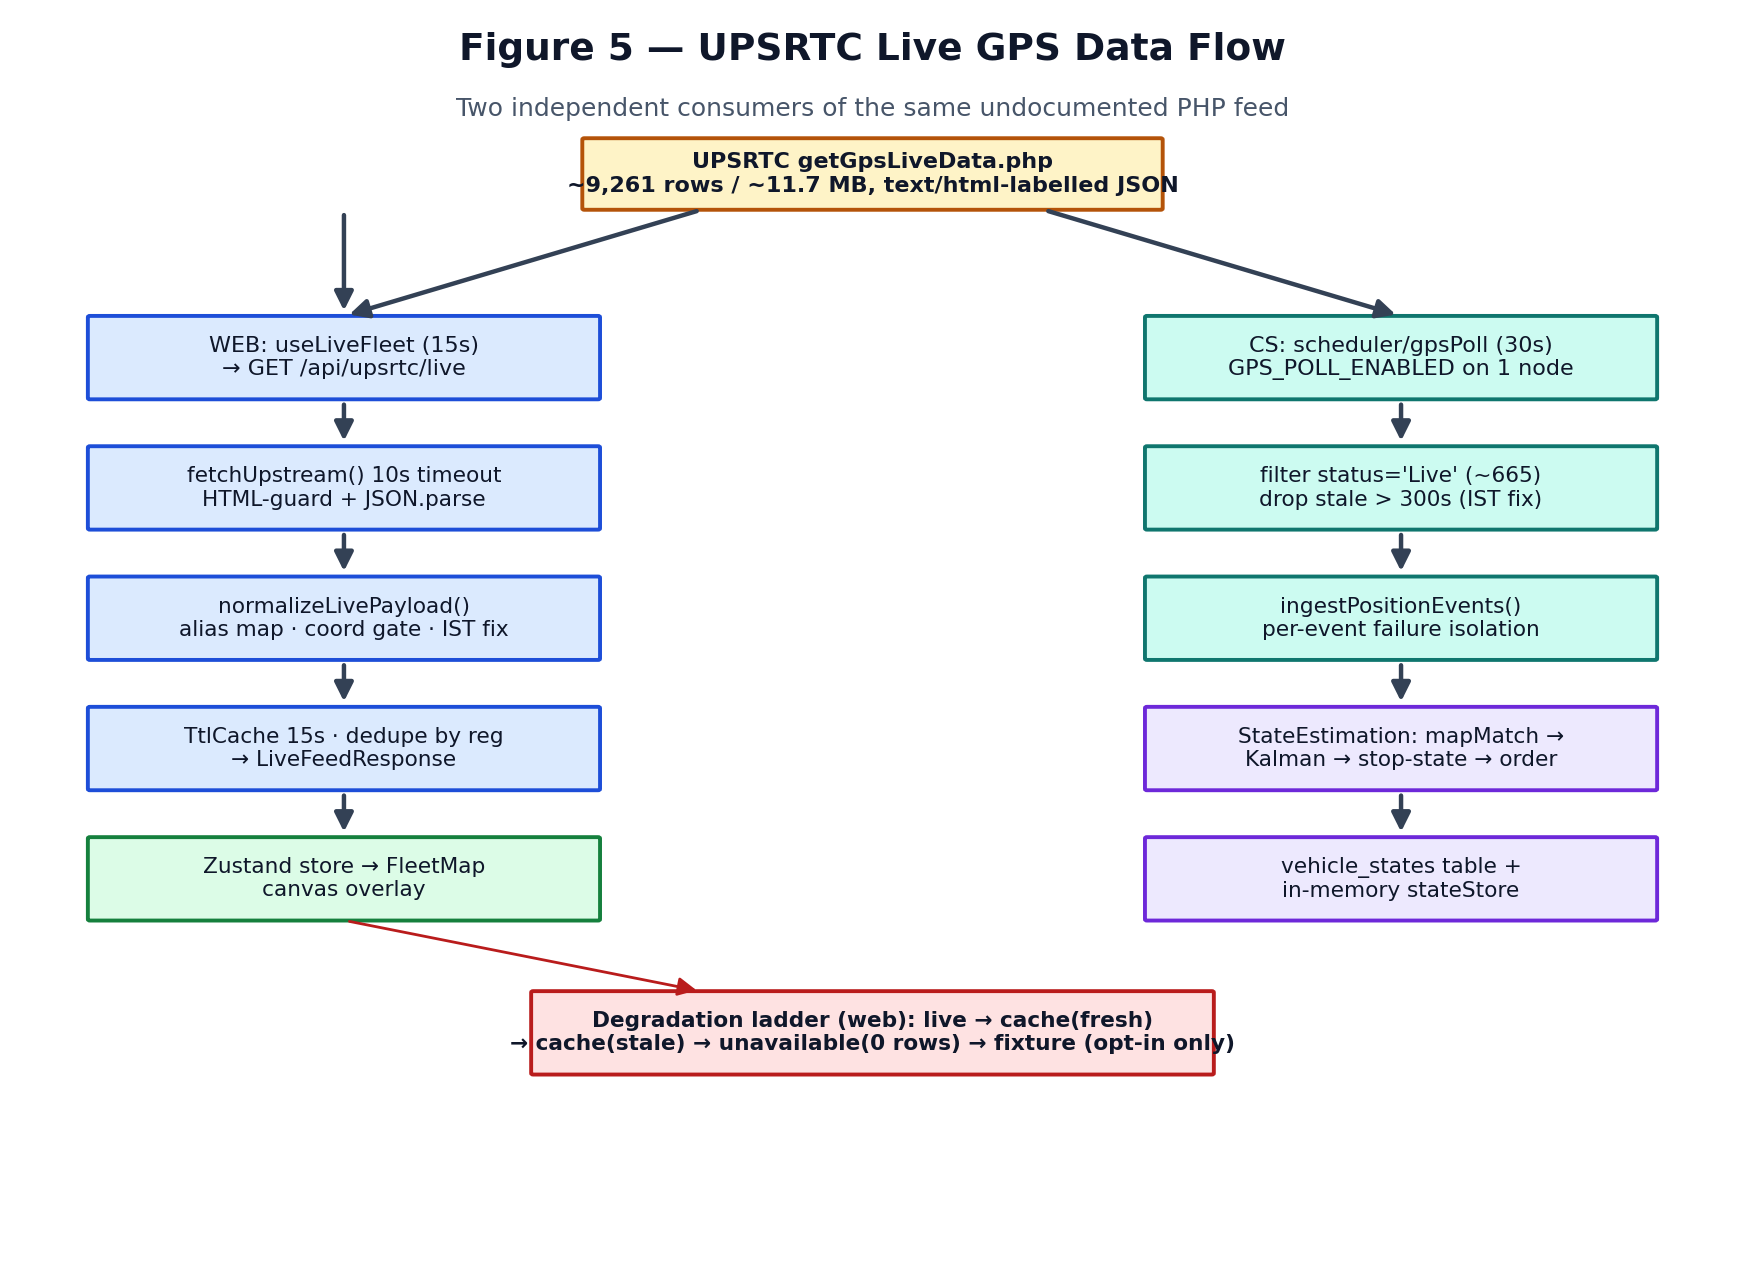 Figure 5 — UPSRTC Live GPS Data Flow
Two independent consumers of the same undocumented PHP feed
UPSRTC getGpsLiveData.php
~9,261 rows / ~11.7 MB, text/html-labelled JSON
WEB: useLiveFleet (15s)
→ GET /api/upsrtc/live
fetchUpstream() 10s timeout
HTML-guard + JSON.parse
normalizeLivePayload()
alias map · coord gate · IST fix
TtlCache 15s · dedupe by reg
→ LiveFeedResponse
Zustand store → FleetMap
canvas overlay
CS: scheduler/gpsPoll (30s)
GPS_POLL_ENABLED on 1 node
filter status='Live' (~665)
drop stale > 300s (IST fix)
ingestPositionEvents()
per-event failure isolation
StateEstimation: mapMatch →
Kalman → stop-state → order
vehicle_states table +
in-memory stateStore
Degradation ladder (web): live → cache(fresh)
→ cache(stale) → unavailable(0 rows) → fixture (opt-in only)